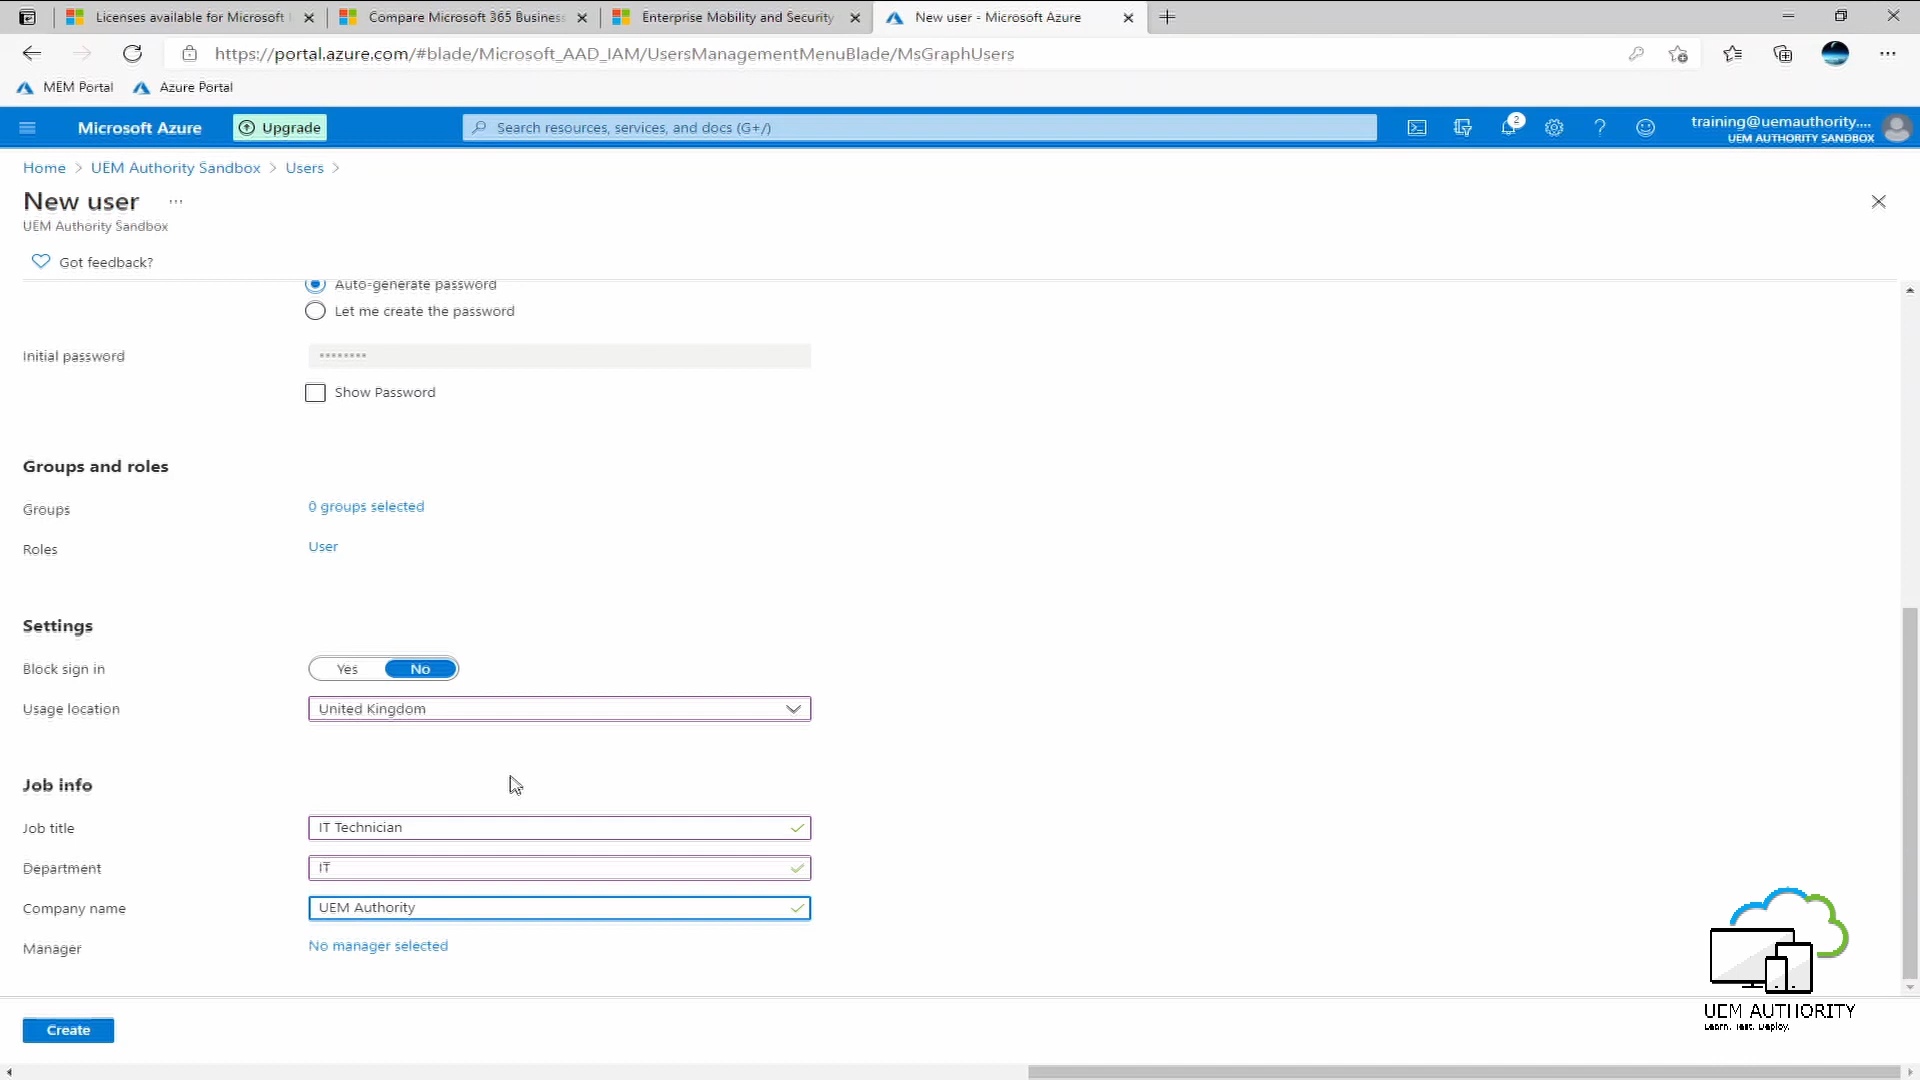 Licenses available for Microsoft
Compare Microsoft 365 Business
Enterprise Mobility and Security
New user - Microsoft Azure
https://portal.azure.com/#blade/Microsoft_AAD_IAM/UsersManagementMenuBlade/MsGraphUsers
MEM Portal
Azure Portal
Microsoft Azure
Upgrade
Search resources, services, and docs (G+/)
2
training@uemauthority....
UEM AUTHORITY SANDBOX
Home > UEM Authority Sandbox > Users >
New user ...
UEM Authority Sandbox
Got feedback?
Auto-generate password
Let me create the password
Initial password
••••••••
Show Password
Groups and roles
Groups
0 groups selected
Roles
User
Settings
Block sign in
Yes No
Usage location
United Kingdom
Job info
Job title
IT Technician
Department
IT
Company name
UEM Authority
Manager
No manager selected
Create
UEM AUTHORITY
Learn. Test. Deploy.